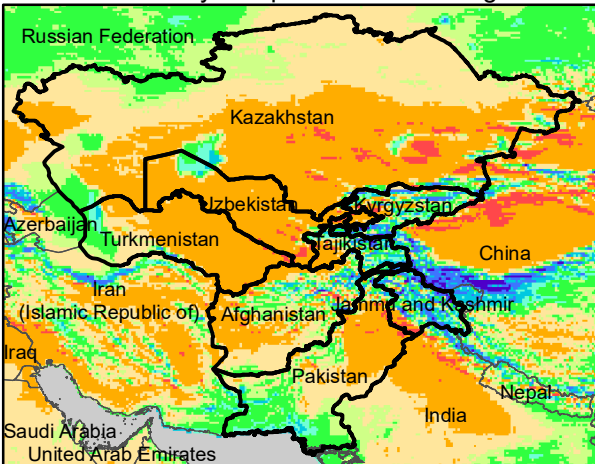 Russian Federation
Kazakhstan
Uzbekistan
Kyrgyzstan
Azerbaijan
Turkmenistan
Tajikistan
China
Iran
(Islamic Republic of)
Afghanistan
Jammu and Kashmir
Iraq
Pakistan
Nepal
India
Saudi Arabia
United Arab Emirates